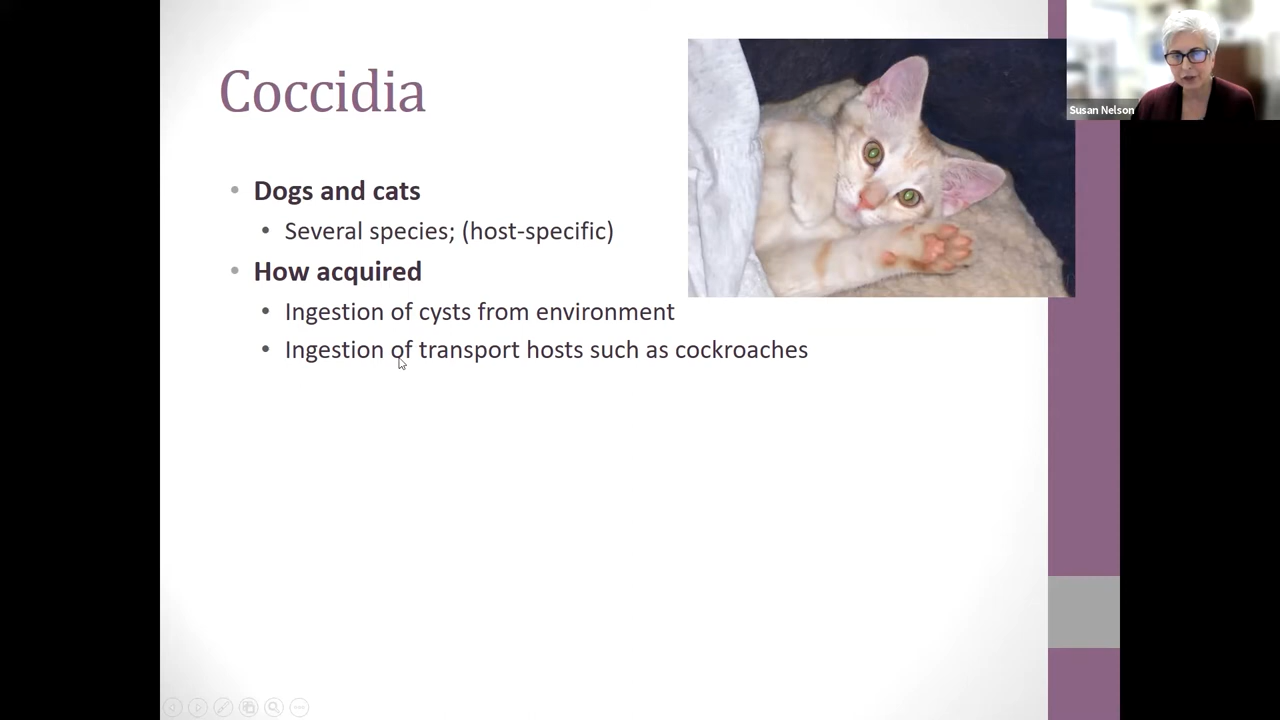 Coccidia
Susan Nelson
Dogs and cats
Several species; (host-specific)
How acquired
Ingestion of cysts from environment
Ingestion of transport hosts such as cockroaches